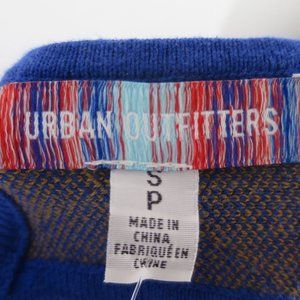 URBAN OUTFITTERS
S
P
MADE IN
CHINA
FABRIQUÉ EN
CHINE